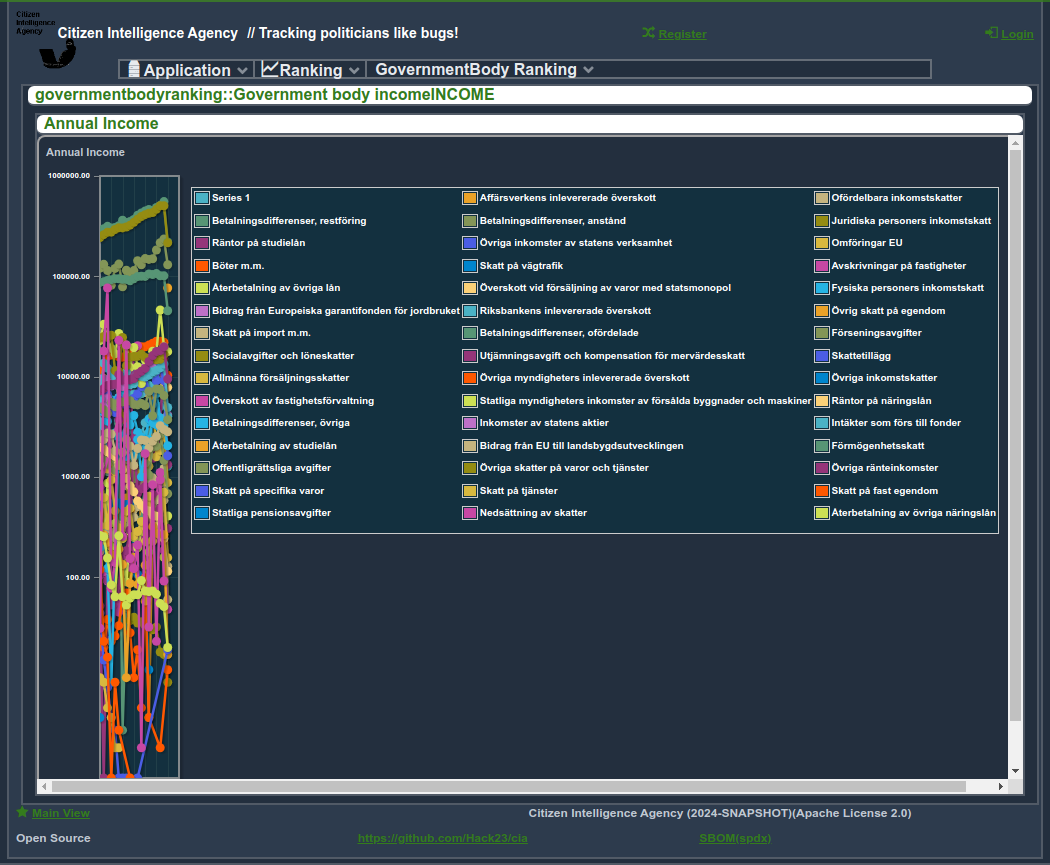 Citizen
Intelligence
Agency
Citizen Intelligence Agency // Tracking politicians like bugs!
Register
Login
Application
Ranking
GovernmentBody Ranking
governmentbodyranking::Government body incomeINCOME
Annual Income
Annual Income
1000000.00
100000.00
10000.00
1000.00
100.00
Series 1
Affärsverkens inlevererade överskott
Ofördelbara inkomstskatter
Betalningsdifferenser, restföring
Betalningsdifferenser, anstånd
Juridiska personers inkomstskatt
Räntor på studielån
Övriga inkomster av statens verksamhet
Omföringar EU
Böter m.m.
Skatt på vägtrafik
Avskrivningar på fastigheter
Återbetalning av övriga lån
Överskott vid försäljning av varor med statsmonopol
Fysiska personers inkomstskatt
Bidrag från Europeiska garantifonden för jordbruket
Riksbankens inlevererade överskott
Övrig skatt på egendom
Skatt på import m.m.
Betalningsdifferenser, ofördelade
Förseningsavgifter
Socialavgifter och löneskatter
Utjämningsavgift och kompensation för mervärdesskatt
Skattetillägg
Allmänna försäljningsskatter
Övriga myndigheters inlevererade överskott
Övriga inkomstskatter
Överskott av fastighetsförvaltning
Statliga myndigheters inkomster av försålda byggnader och maskiner
Räntor på näringslån
Betalningsdifferenser, övriga
Inkomster av statens aktier
Intäkter som förs till fonder
Återbetalning av studielån
Bidrag från EU till landsbygdsutvecklingen
Förmögenhetsskatt
Offentligrättsliga avgifter
Övriga skatter på varor och tjänster
Övriga ränteinkomster
Skatt på specifika varor
Skatt på tjänster
Skatt på fast egendom
Statliga pensionsavgifter
Nedsättning av skatter
Återbetalning av övriga näringslån
Main View
Citizen Intelligence Agency (2024-SNAPSHOT)(Apache License 2.0)
Open Source
https://github.com/Hack23/cia
SBOM(spdx)